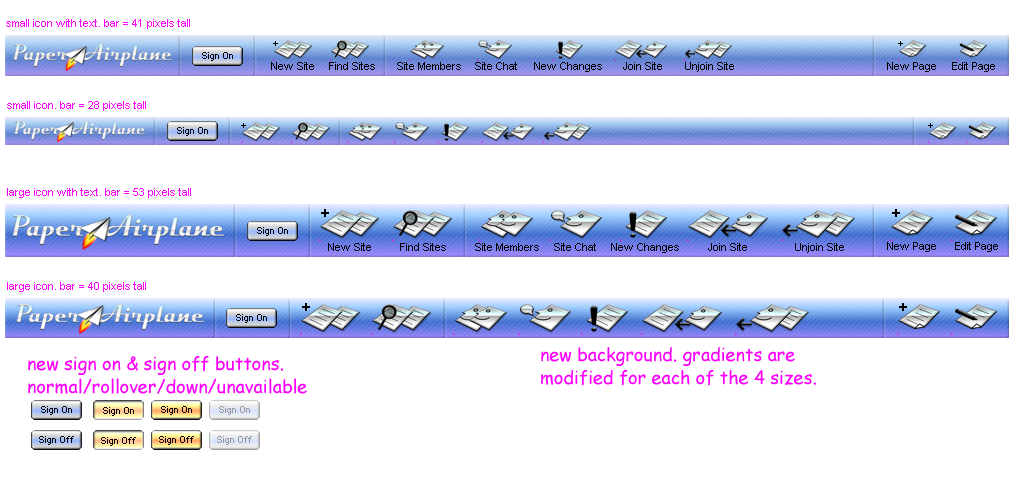 small icon with text. bar = 41 pixels tall
Paper Airplane Sign On New Site Find Sites Site Members Site Chat New Changes Join Site Unjoin Site New Page Edit Page
small icon. bar = 28 pixels tall
Paper Airplane Sign On
large icon with text. bar = 53 pixels tall
Paper Airplane Sign On New Site Find Sites Site Members Site Chat New Changes Join Site Unjoin Site New Page Edit Page
large icon. bar = 40 pixels tall
Paper Airplane Sign On
new sign on & sign off buttons.
normal/rollover/down/unavailable
new background. gradients are
modified for each of the 4 sizes.
Sign On Sign On Sign On Sign On
Sign Off Sign Off Sign Off Sign Off